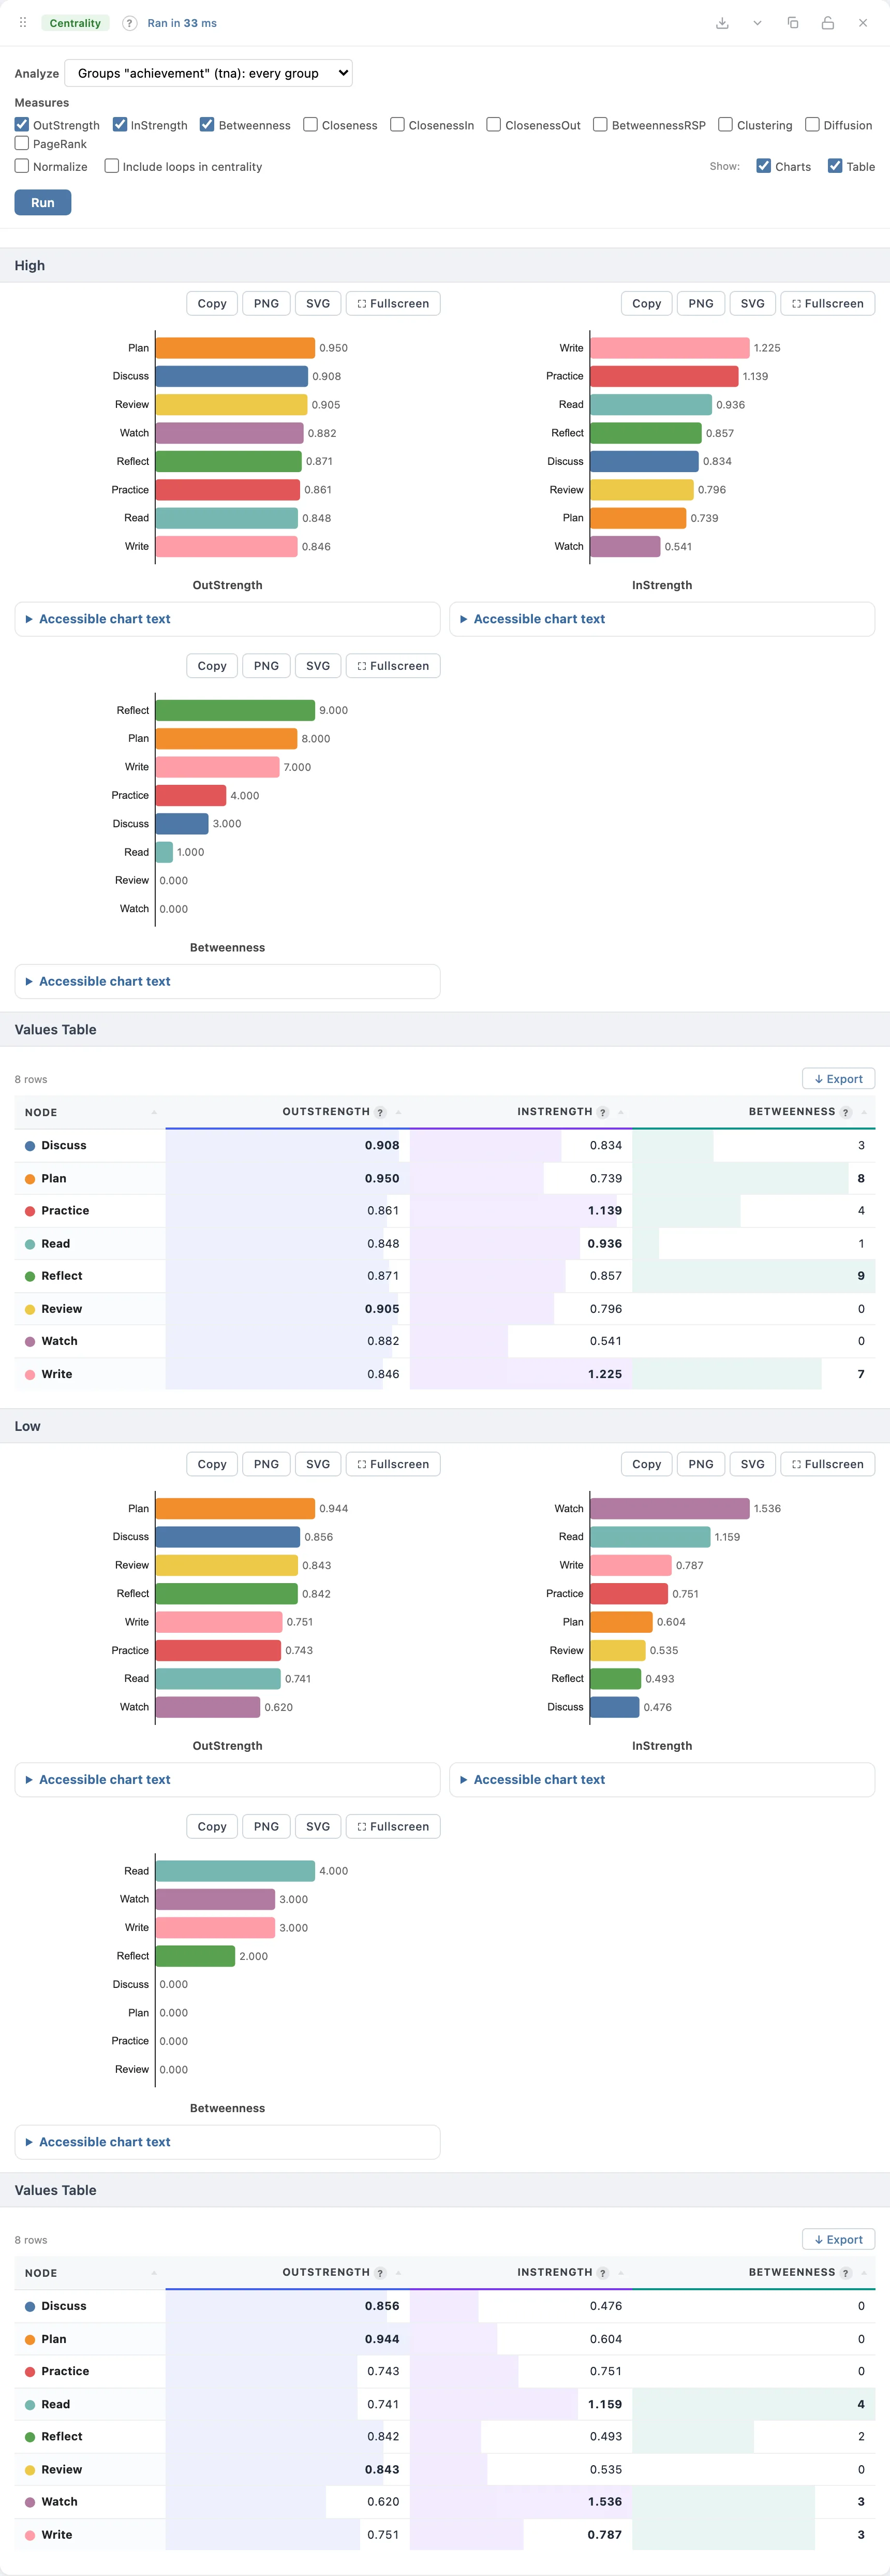 Centrality ? Ran in 33 ms
Analyze Groups "achievement" (tna): every group
Measures
OutStrength InStrength Betweenness Closeness ClosenessIn ClosenessOut BetweennessRSP Clustering Diffusion
PageRank
Normalize Include loops in centrality Show: Charts Table
Run
High
Copy PNG SVG Fullscreen
Plan 0.950
Discuss 0.908
Review 0.905
Watch 0.882
Reflect 0.871
Practice 0.861
Read 0.848
Write 0.846
OutStrength
Accessible chart text
Copy PNG SVG Fullscreen
Write 1.225
Practice 1.139
Read 0.936
Reflect 0.857
Discuss 0.834
Review 0.796
Plan 0.739
Watch 0.541
InStrength
Accessible chart text
Copy PNG SVG Fullscreen
Reflect 9.000
Plan 8.000
Write 7.000
Practice 4.000
Discuss 3.000
Read 1.000
Review 0.000
Watch 0.000
Betweenness
Accessible chart text
Values Table
8 rows ↓ Export
NODE OUTSTRENGTH ? INSTRENGTH ? BETWEENNESS ?
Discuss 0.908 0.834 3
Plan 0.950 0.739 8
Practice 0.861 1.139 4
Read 0.848 0.936 1
Reflect 0.871 0.857 9
Review 0.905 0.796 0
Watch 0.882 0.541 0
Write 0.846 1.225 7
Low
Copy PNG SVG Fullscreen
Plan 0.944
Discuss 0.856
Review 0.843
Reflect 0.842
Write 0.751
Practice 0.743
Read 0.741
Watch 0.620
OutStrength
Accessible chart text
Copy PNG SVG Fullscreen
Watch 1.536
Read 1.159
Write 0.787
Practice 0.751
Plan 0.604
Review 0.535
Reflect 0.493
Discuss 0.476
InStrength
Accessible chart text
Copy PNG SVG Fullscreen
Read 4.000
Watch 3.000
Write 3.000
Reflect 2.000
Discuss 0.000
Plan 0.000
Practice 0.000
Review 0.000
Betweenness
Accessible chart text
Values Table
8 rows ↓ Export
NODE OUTSTRENGTH ? INSTRENGTH ? BETWEENNESS ?
Discuss 0.856 0.476 0
Plan 0.944 0.604 0
Practice 0.743 0.751 0
Read 0.741 1.159 4
Reflect 0.842 0.493 2
Review 0.843 0.535 0
Watch 0.620 1.536 3
Write 0.751 0.787 3